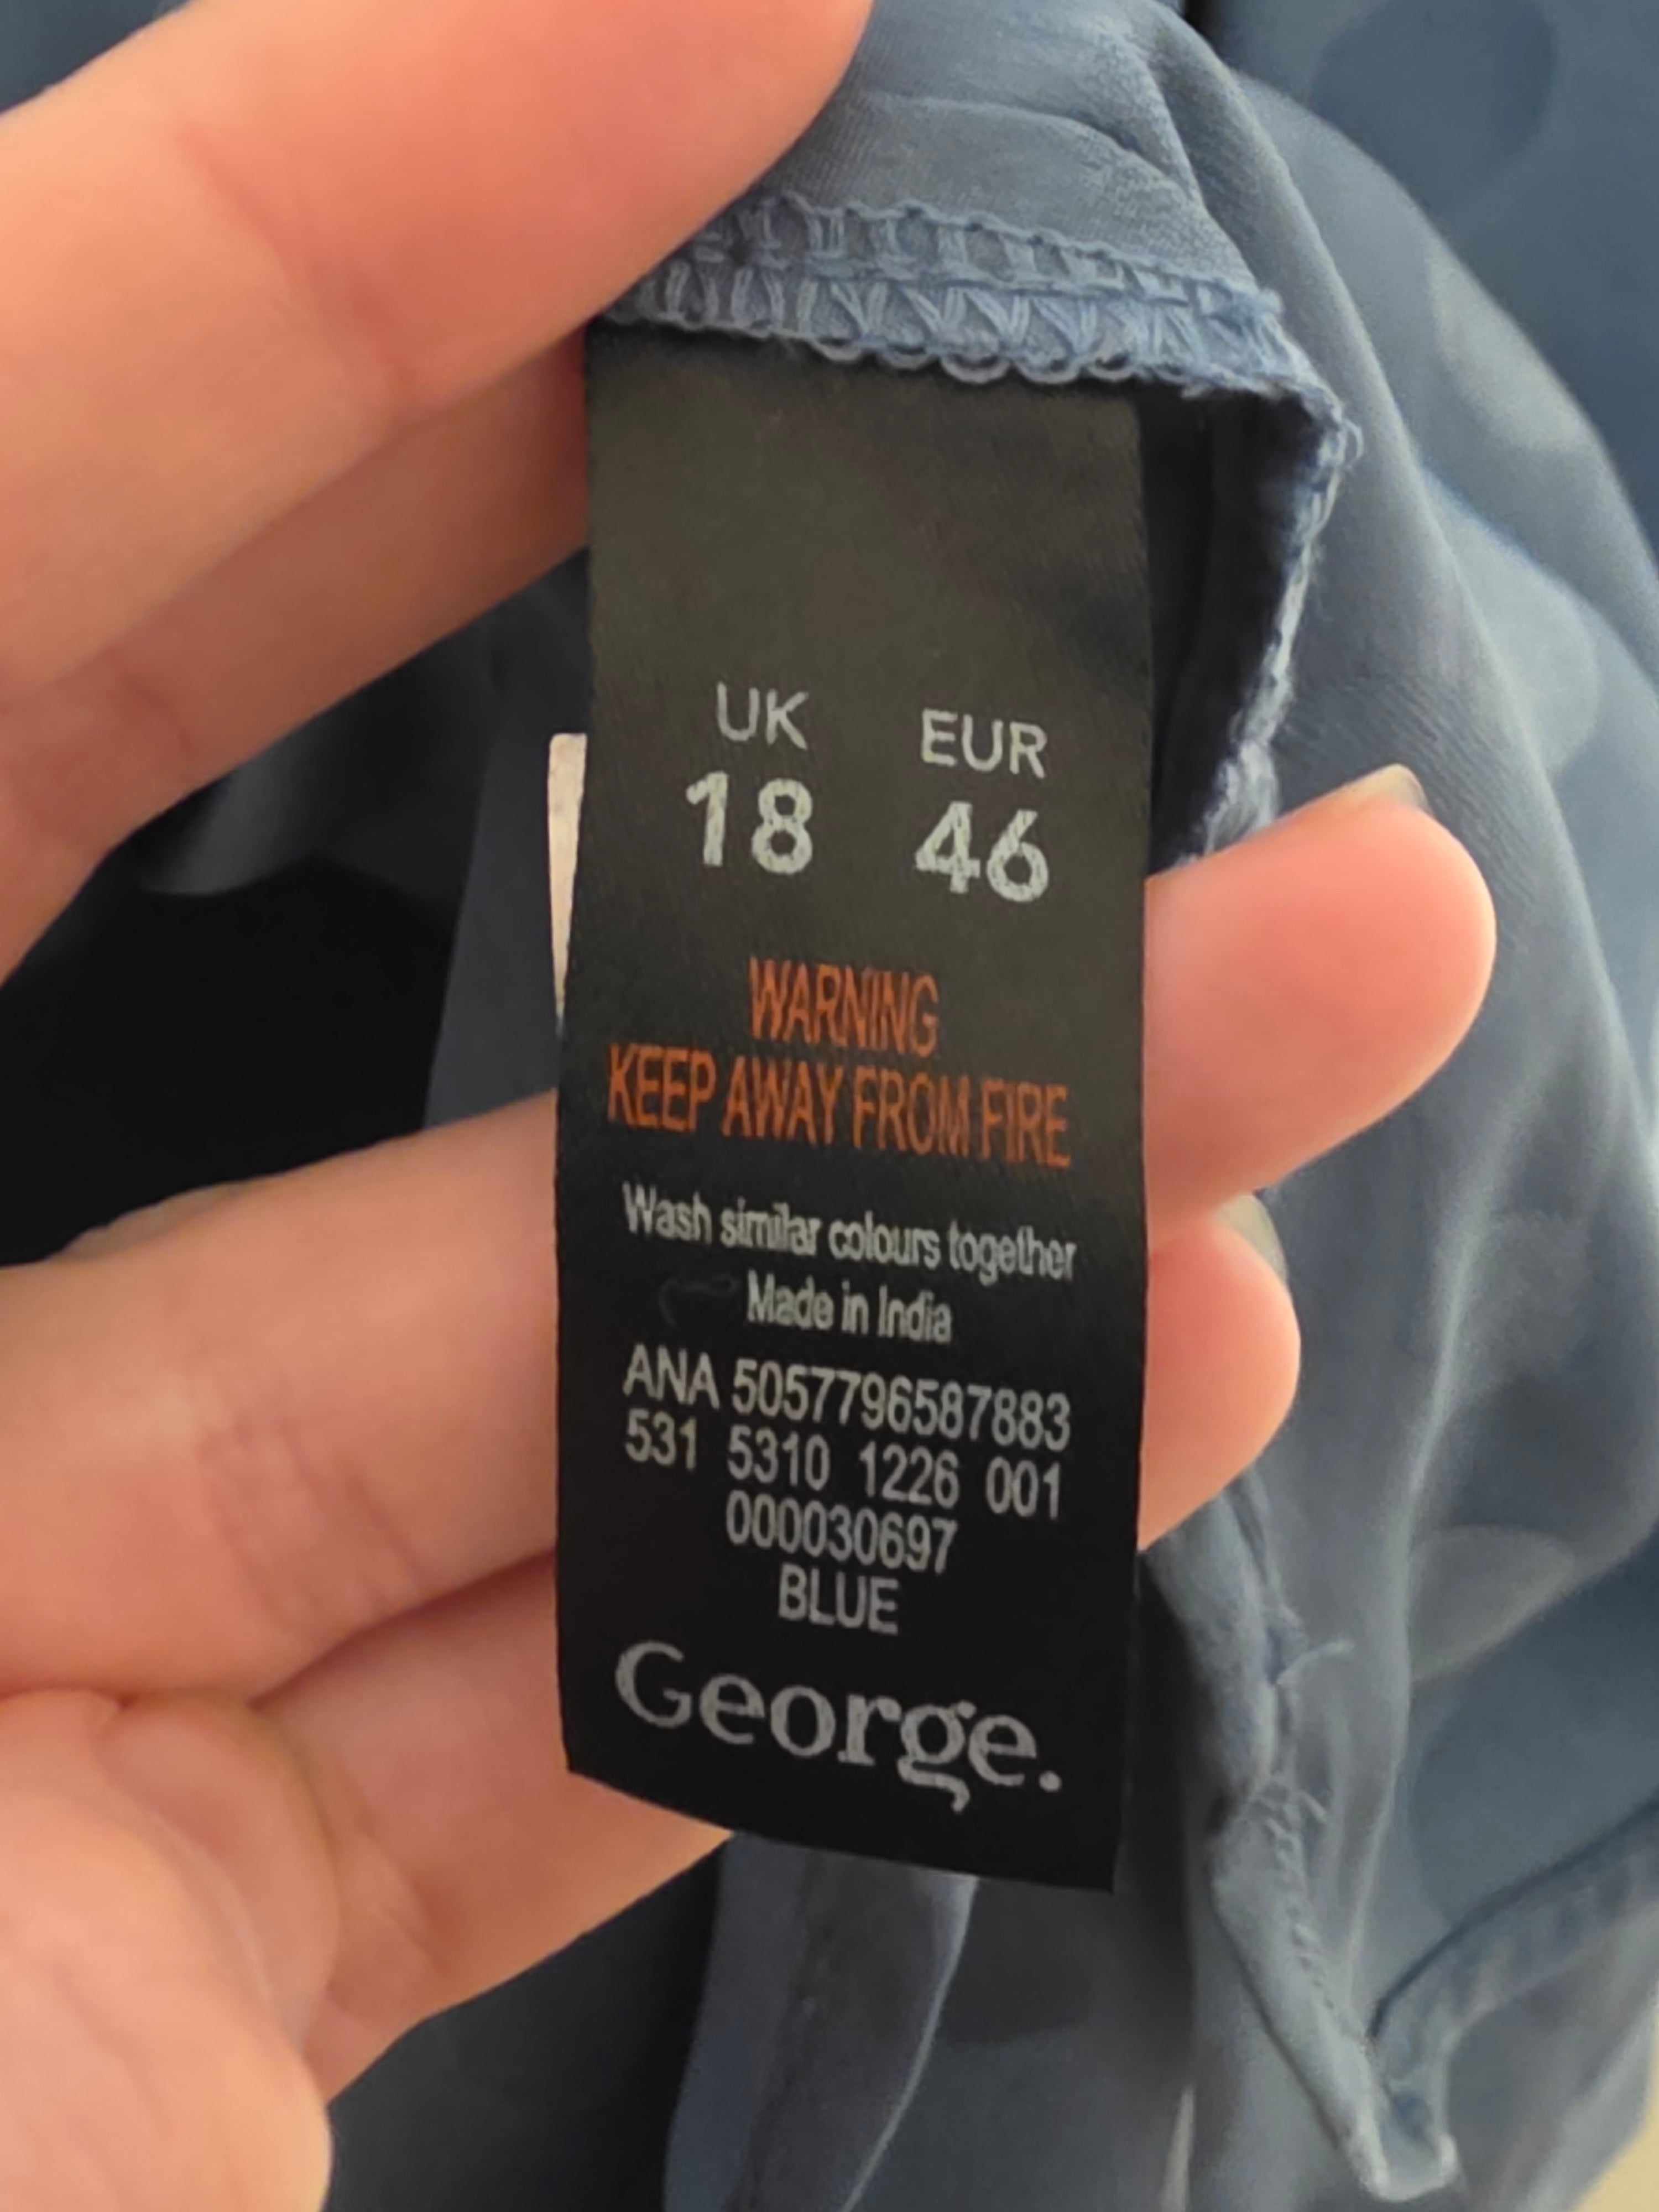 UK EUR
18 46
WARNING
KEEP AWAY FROM FIRE
Wash similar colours together
Made in India
ANA 5057796587883
531 5310 1226 001
000030697
BLUE
George.